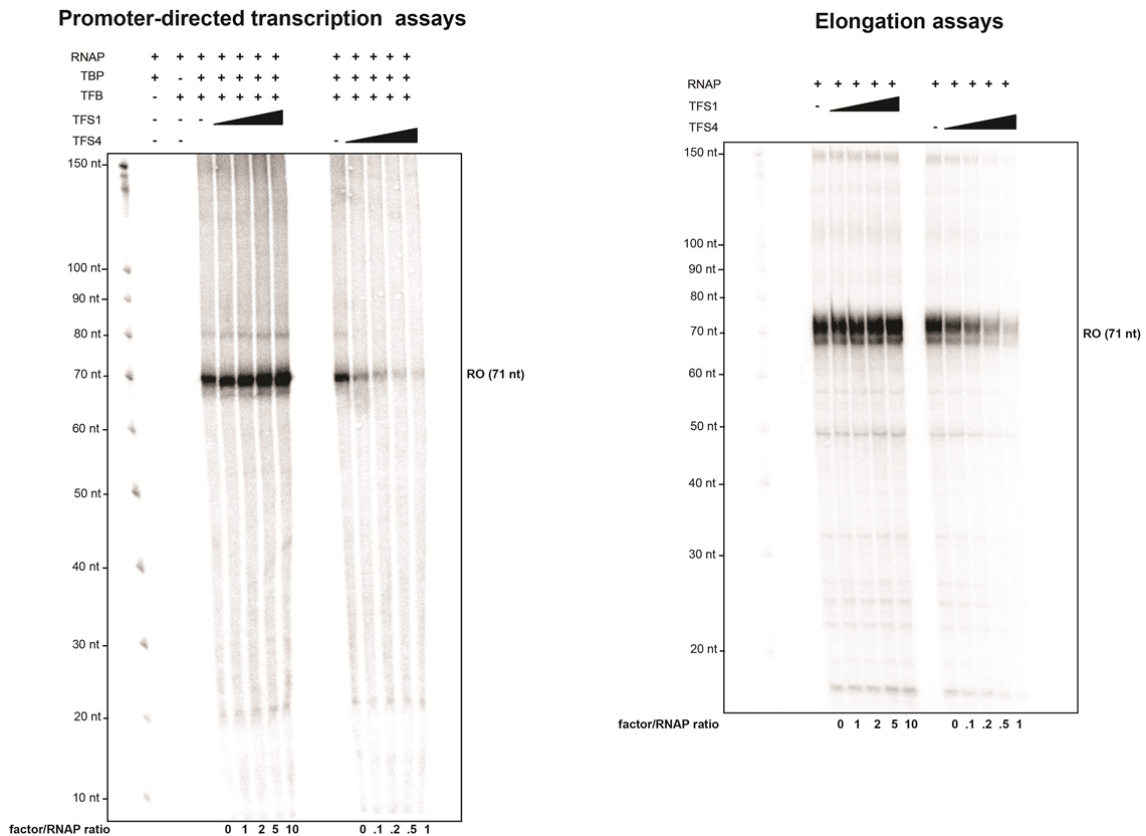 Promoter-directed transcription assays
RNAP + + + + + + + + + + + +
TBP + - + + + + + + + + + +
TFB - + + + + + + + + + + +
TFS1 - - -
TFS4 - - -
150 nt
100 nt
90 nt
80 nt
70 nt
60 nt
50 nt
40 nt
30 nt
20 nt
10 nt
RO (71 nt)
factor/RNAP ratio 0 1 2 5 10 0 .1 .2 .5 1
Elongation assays
RNAP + + + + + + + + + +
TFS1 -
TFS4 -
150 nt
100 nt
90 nt
80 nt
70 nt
60 nt
50 nt
40 nt
30 nt
20 nt
RO (71 nt)
factor/RNAP ratio 0 1 2 5 10 0 .1 .2 .5 1